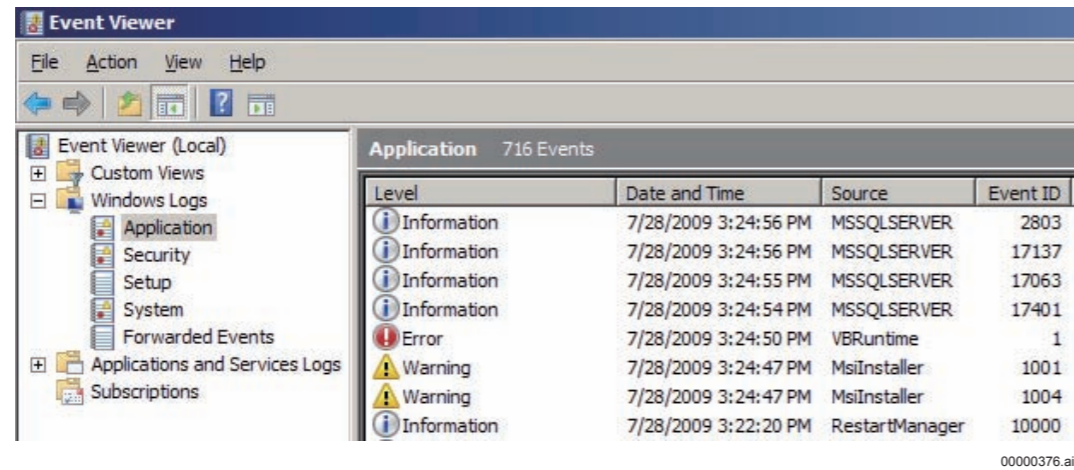 Event Viewer
File Action View Help
Event Viewer (Local)
Custom Views
Windows Logs
Application
Security
Setup
System
Forwarded Events
Applications and Services Logs
Subscriptions
Application 716 Events
Level Date and Time Source Event ID
Information 7/28/2009 3:24:56 PM MSSQLSERVER 2803
Information 7/28/2009 3:24:56 PM MSSQLSERVER 17137
Information 7/28/2009 3:24:55 PM MSSQLSERVER 17063
Information 7/28/2009 3:24:54 PM MSSQLSERVER 17401
Error 7/28/2009 3:24:50 PM VBRuntime 1
Warning 7/28/2009 3:24:47 PM MsiInstaller 1001
Warning 7/28/2009 3:24:47 PM MsiInstaller 1004
Information 7/28/2009 3:22:20 PM RestartManager 10000
00000376.ai